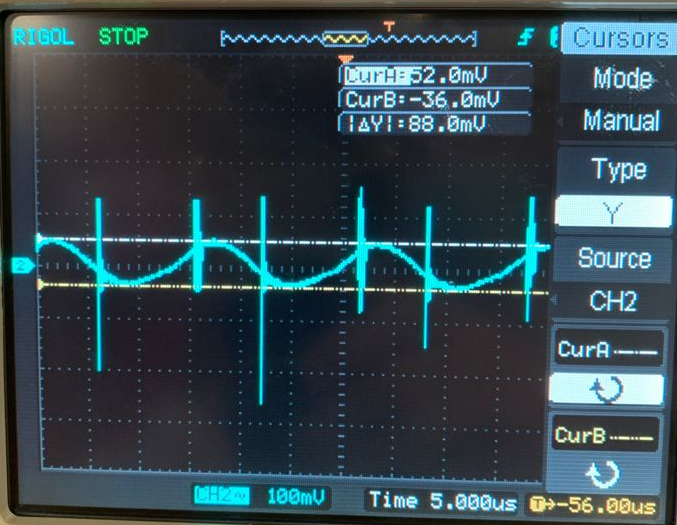 RIGOL STOP
Cursors
CurA:52.0mV
CurB:-36.0mV
|ΔY|:88.0mV
Mode
Manual
Type
Y
Source
CH2
CurA
CurB
2
T
CH2~ 100mV Time 5.000us T→-56.00us